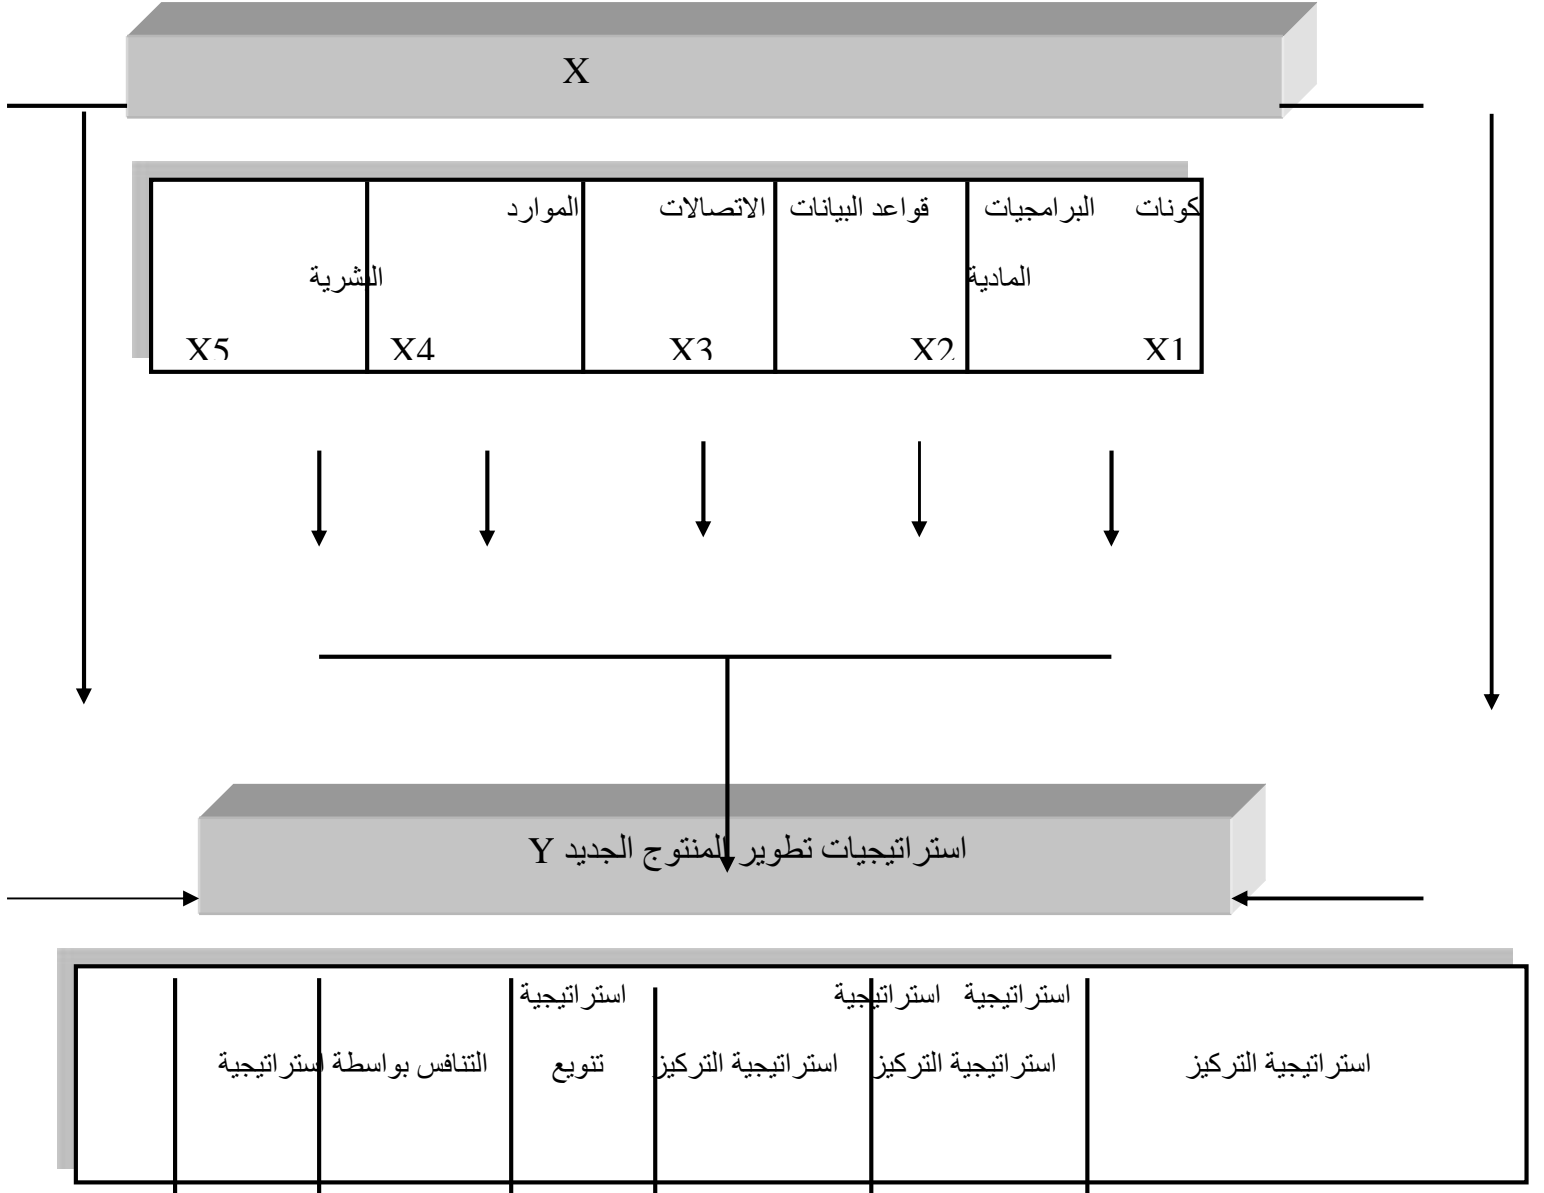 X
كونات البرامجيات قواعد البيانات الاتصالات الموارد
المادية البشرية
X1 X2 X3 X4 X5
استراتيجيات تطوير المنتوج الجديد Y
استراتيجية استراتيجية استراتيجية
استراتيجية التركيز استراتيجية التركيز استراتيجية التركيز تنويع التنافس بواسطة استراتيجية